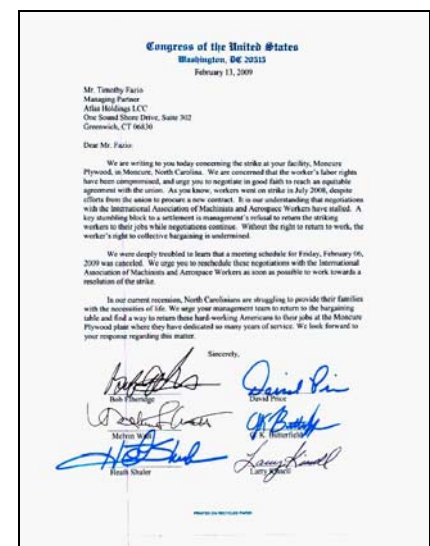 Congress of the United States
Washington, DC 20515
February 13, 2009
Mr. Timothy Fazio
Managing Partner
Atlas Holdings LCC
One Sound Shore Drive, Suite 302
Greenwich, CT 06830
Dear Mr. Fazio:
We are writing to you today concerning the strike at your facility, Moncure
Plywood, in Moncure, North Carolina. We are concerned that the worker's labor rights
have been compromised, and urge you to negotiate in good faith to reach an equitable
agreement with the union. As you know, workers went on strike in July 2008, despite
efforts from the union to procure a new contract. It is our understanding that negotiations
with the International Association of Machinists and Aerospace Workers have stalled. A
key stumbling block to a settlement is management's refusal to return the striking
workers to their jobs while negotiations continue. Without the right to return to work, the
worker's right to collective bargaining is undermined.
We were deeply troubled to learn that a meeting schedule for Friday, February 06,
2009 was canceled. We urge you to reschedule these negotiations with the International
Association of Machinists and Aerospace Workers as soon as possible to work towards a
resolution of the strike.
In our current recession, North Carolinians are struggling to provide their families
with the necessities of life. We urge your management team to return to the bargaining
table and find a way to return these hard-working Americans to their jobs at the Moncure
Plywood plant where they have dedicated so many years of service. We look forward to
your response regarding this matter.
Sincerely,
Bob Etheridge David Price
Melvin Watt G. K. Butterfield
Heath Shuler Larry Kissell
PRINTED ON RECYCLED PAPER